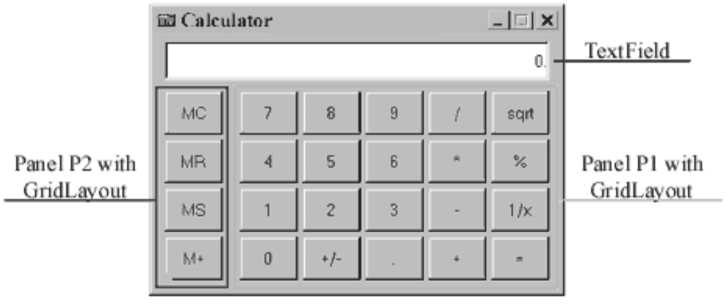 Calculator
0.
TextField
MC 7 8 9 / sqrt
MR 4 5 6 * %
Panel P2 with
GridLayout
Panel P1 with
GridLayout
MS 1 2 3 - 1/x
M+ 0 +/- . + =